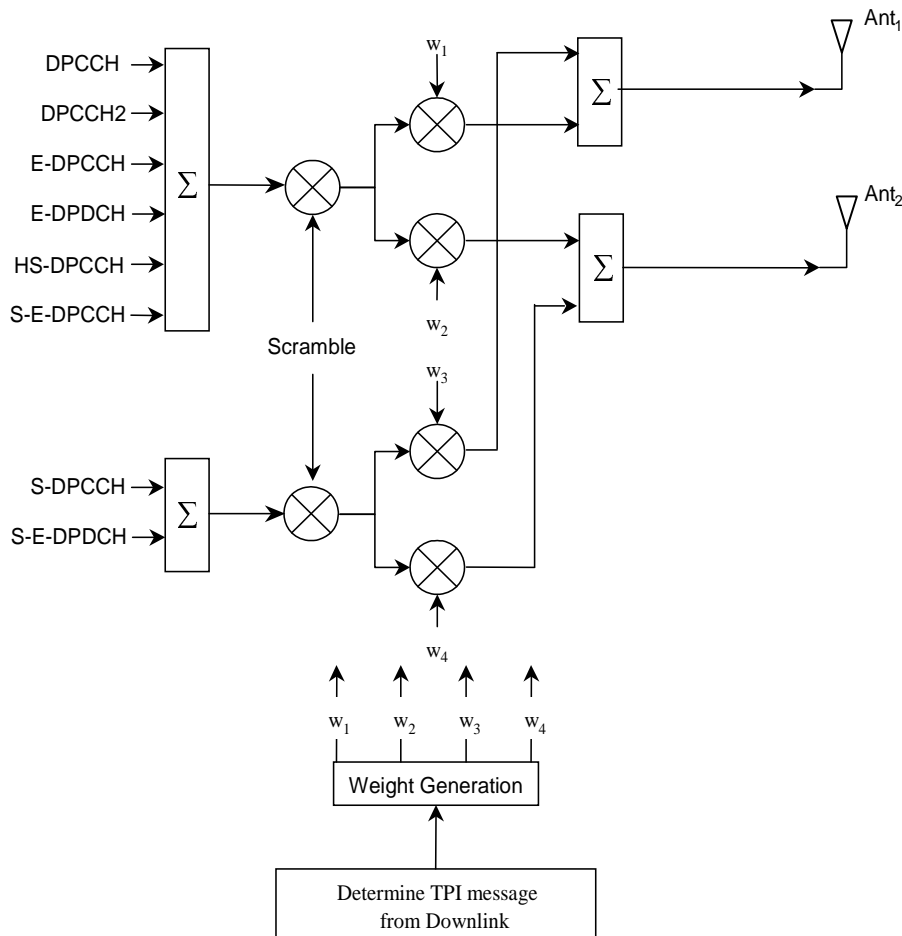 Ant₁
w₁
DPCCH
DPCCH2
E-DPCCH
E-DPDCH
HS-DPCCH
S-E-DPCCH
Σ
Σ
Ant₂
Σ
w₂
Scramble
w₃
S-DPCCH
S-E-DPDCH
Σ
w₄
w₁ w₂ w₃ w₄
Weight Generation
Determine TPI message
from Downlink